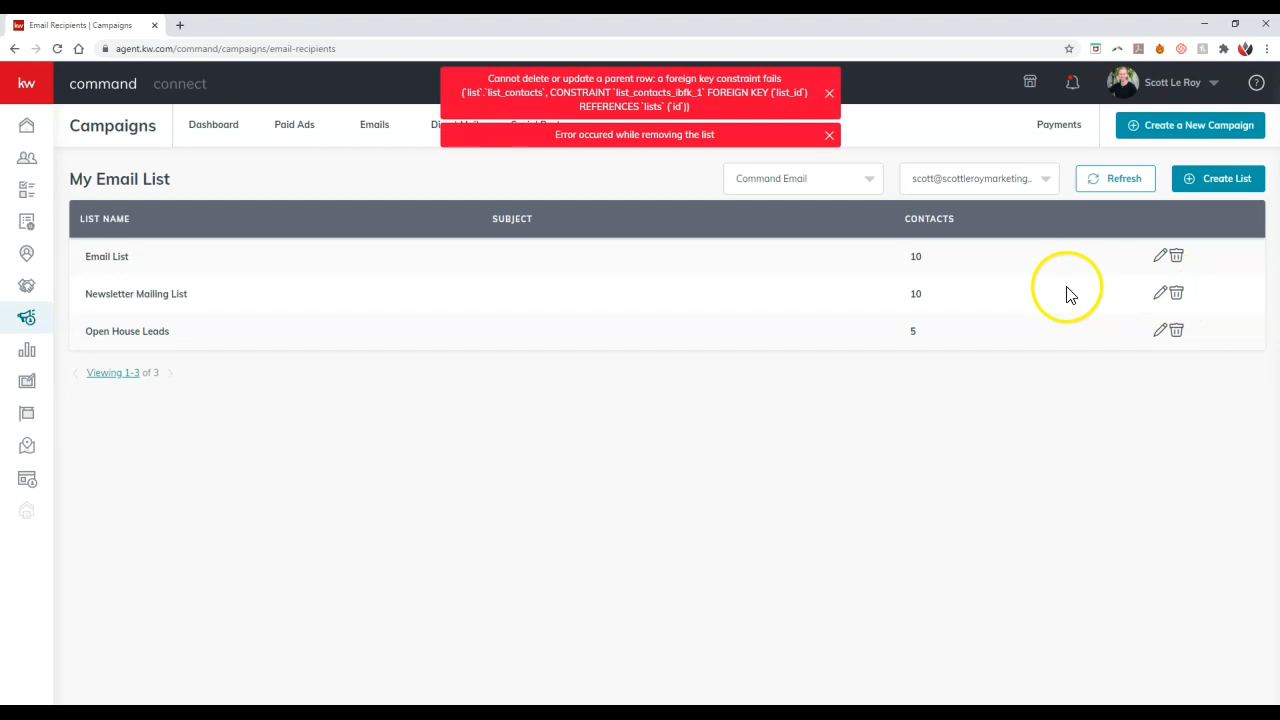 Email Recipients | Campaigns
agent.kw.com/command/campaigns/email-recipients
kw
command
connect
Cannot delete or update a parent row: a foreign key constraint fails
(`list`.`list_contacts`, CONSTRAINT `list_contacts_ibfk_1` FOREIGN KEY (`list_id`)
REFERENCES `lists` (`id`))
Scott Le Roy
Campaigns
Dashboard
Paid Ads
Emails
Error occured while removing the list
Payments
Create a New Campaign
My Email List
Command Email
scott@scottleroymarketing..
Refresh
Create List
LIST NAME
SUBJECT
CONTACTS
Email List
10
Newsletter Mailing List
10
Open House Leads
5
Viewing 1-3 of 3